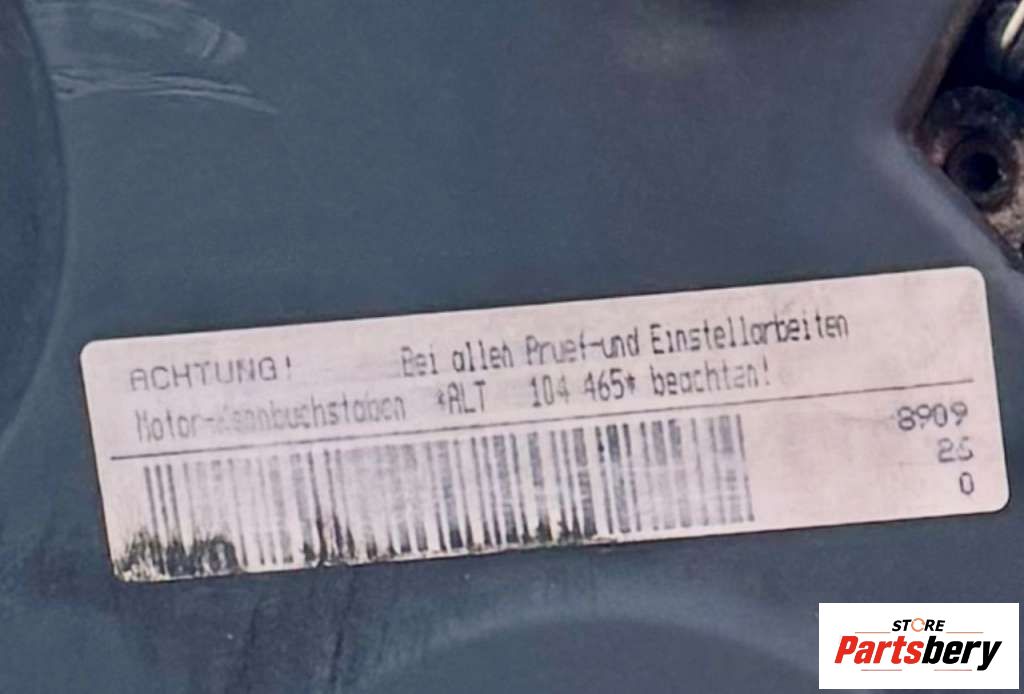 ACHTUNG! Bei allen Pruef-und Einstellarbeiten
Motor-Kennbuchstaben *ALT 104 465* beachten!
8909
26
0
STORE
Partsbery